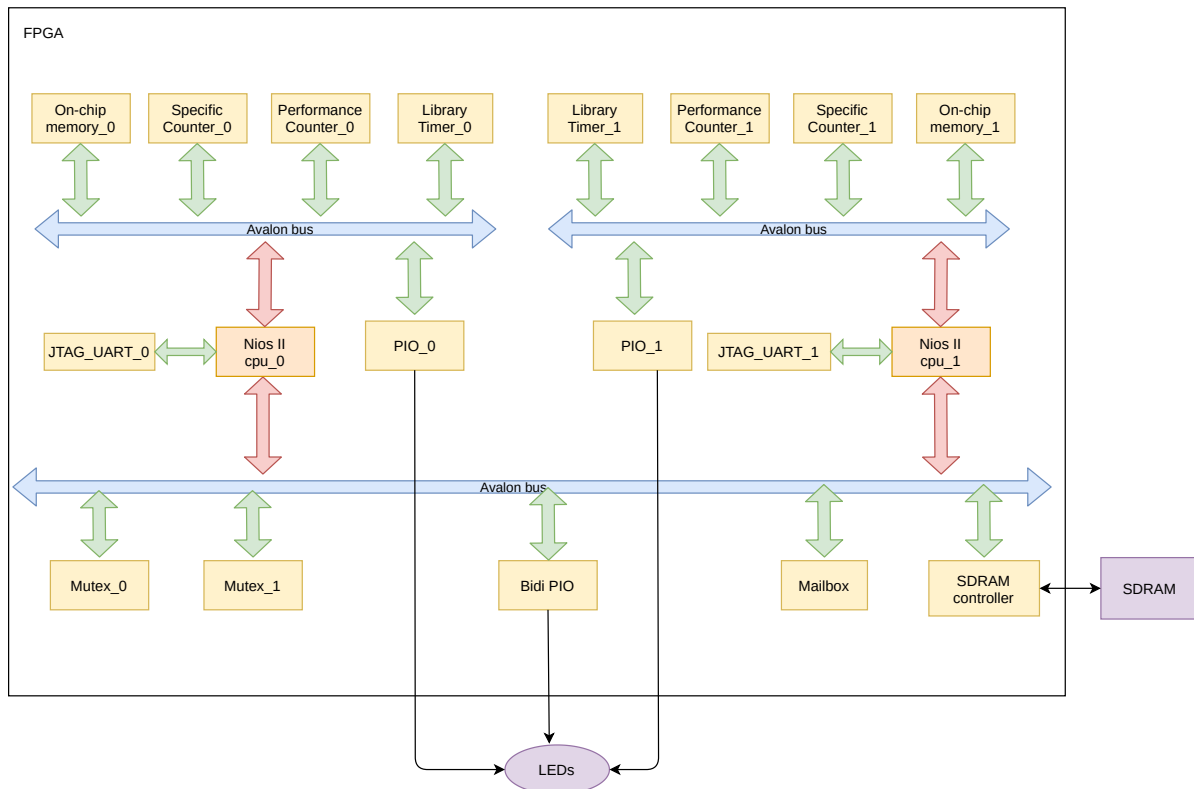 FPGA
On-chip
memory_0
Specific
Counter_0
Performance
Counter_0
Library
Timer_0
Library
Timer_1
Performance
Counter_1
Specific
Counter_1
On-chip
memory_1
Avalon bus
Avalon bus
JTAG_UART_0
Nios II
cpu_0
PIO_0
PIO_1
JTAG_UART_1
Nios II
cpu_1
Avalon bus
Mutex_0
Mutex_1
Bidi PIO
Mailbox
SDRAM
controller
SDRAM
LEDs